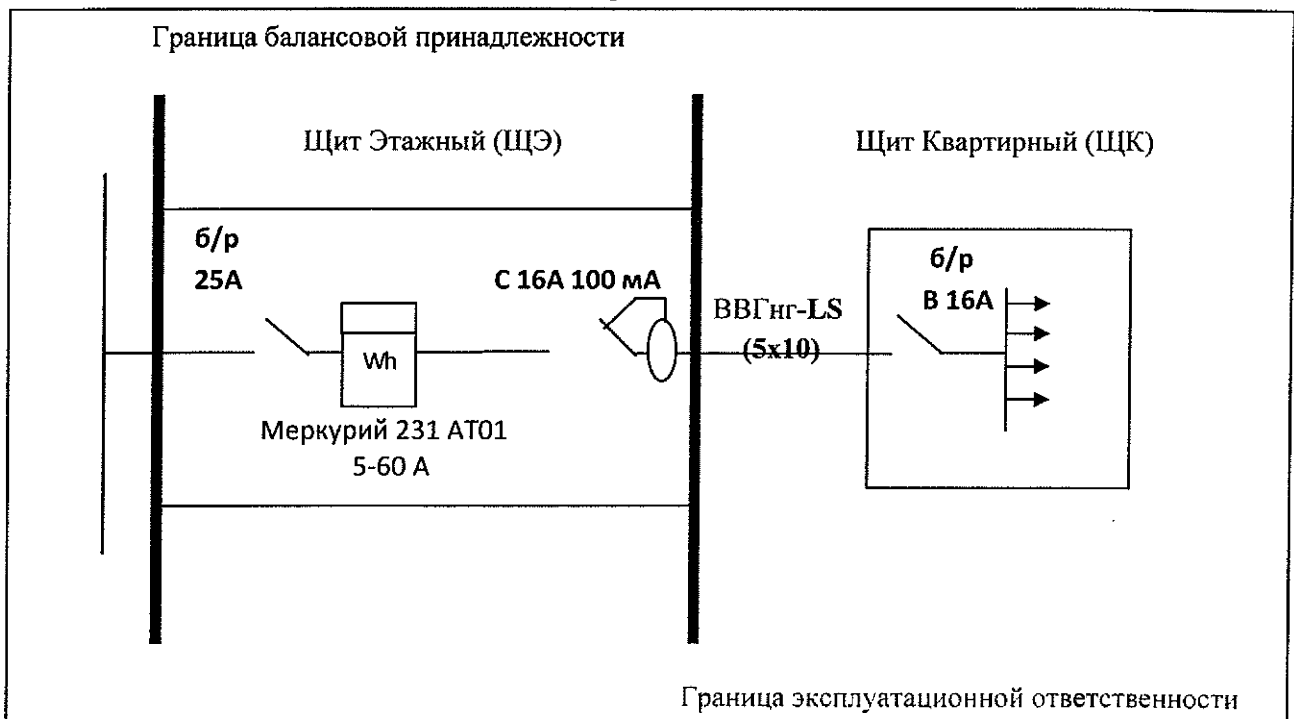 Граница балансовой принадлежности
Щит Этажный (ЩЭ)
Щит Квартирный (ЩК)
б/р
25А
С 16А 100 мА
ВВГнг-LS
(5х10)
б/р
В 16А
Wh
Меркурий 231 АТ01
5-60 А
Граница эксплуатационной ответственности